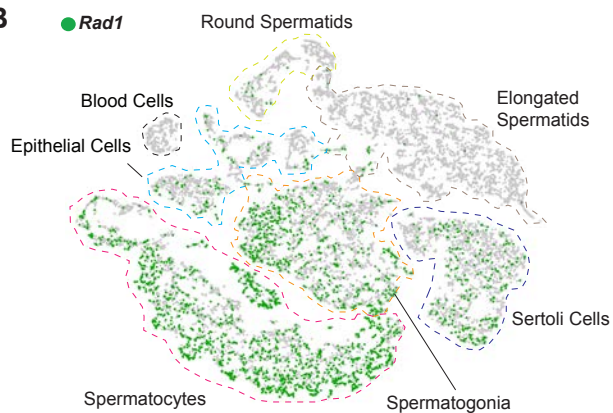 B
Rad1
Round Spermatids
Blood Cells
Elongated
Spermatids
Epithelial Cells
Sertoli Cells
Spermatocytes
Spermatogonia